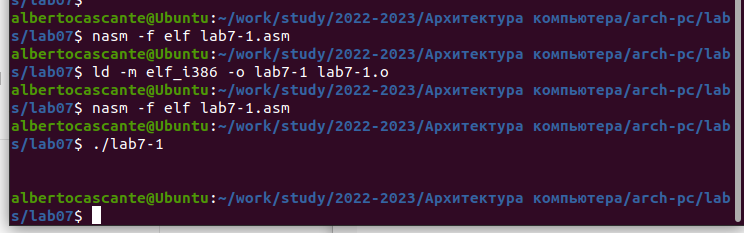 s/lab07$
albertocascante@Ubuntu:~/work/study/2022-2023/Архитектура компьютера/arch-pc/lab
s/lab07$ nasm -f elf lab7-1.asm
albertocascante@Ubuntu:~/work/study/2022-2023/Архитектура компьютера/arch-pc/lab
s/lab07$ ld -m elf_i386 -o lab7-1 lab7-1.o
albertocascante@Ubuntu:~/work/study/2022-2023/Архитектура компьютера/arch-pc/lab
s/lab07$ nasm -f elf lab7-1.asm
albertocascante@Ubuntu:~/work/study/2022-2023/Архитектура компьютера/arch-pc/lab
s/lab07$ ./lab7-1
albertocascante@Ubuntu:~/work/study/2022-2023/Архитектура компьютера/arch-pc/lab
s/lab07$